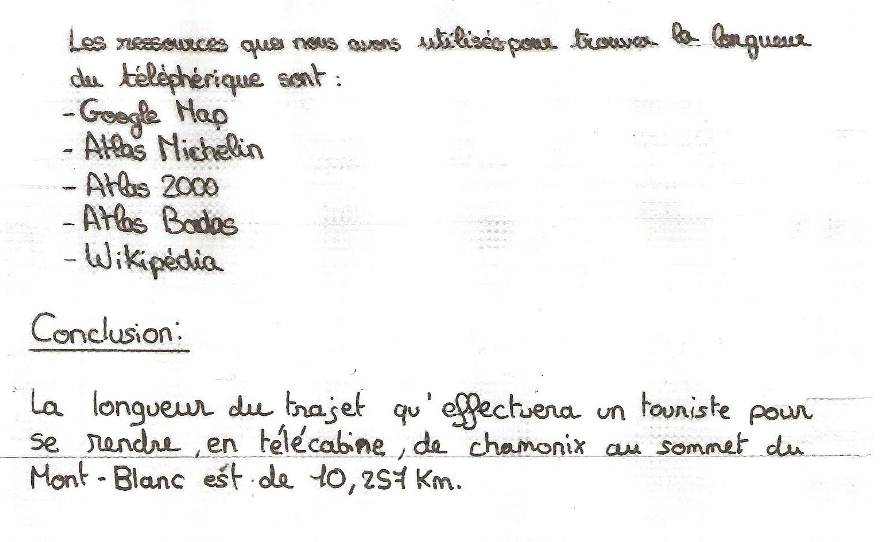 Les ressources que nous avons utilisées pour trouver la longueur
du téléphérique sont :
- Google Map
- Atlas Michelin
- Atlas 2000
- Atlas Bordas
- Wikipédia
Conclusion :
La longueur du trajet qu'effectuera un touriste pour
se rendre, en télécabine, de chamonix au sommet du
Mont-Blanc est de 10,257 Km.